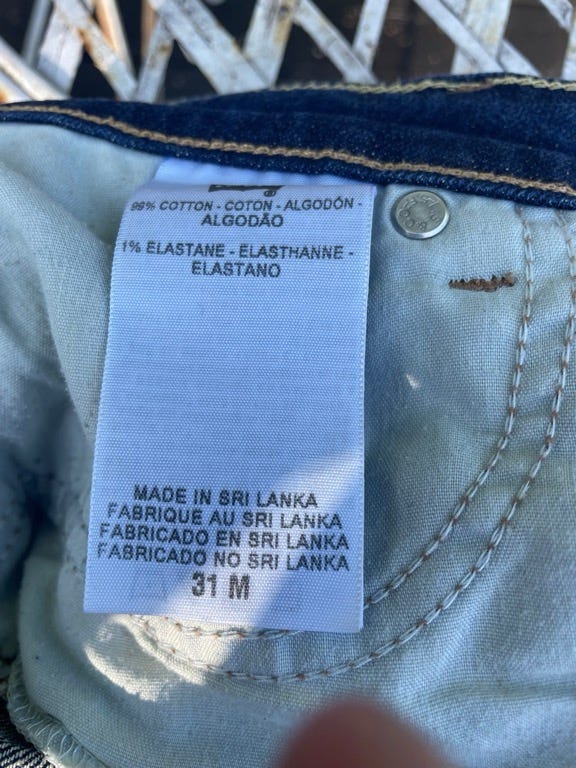 99% COTTON - COTON - ALGODÓN -
ALGODÃO
1% ELASTANE - ELASTHANNE -
ELASTANO
MADE IN SRI LANKA
FABRIQUE AU SRI LANKA
FABRICADO EN SRI LANKA
FABRICADO NO SRI LANKA
31 M